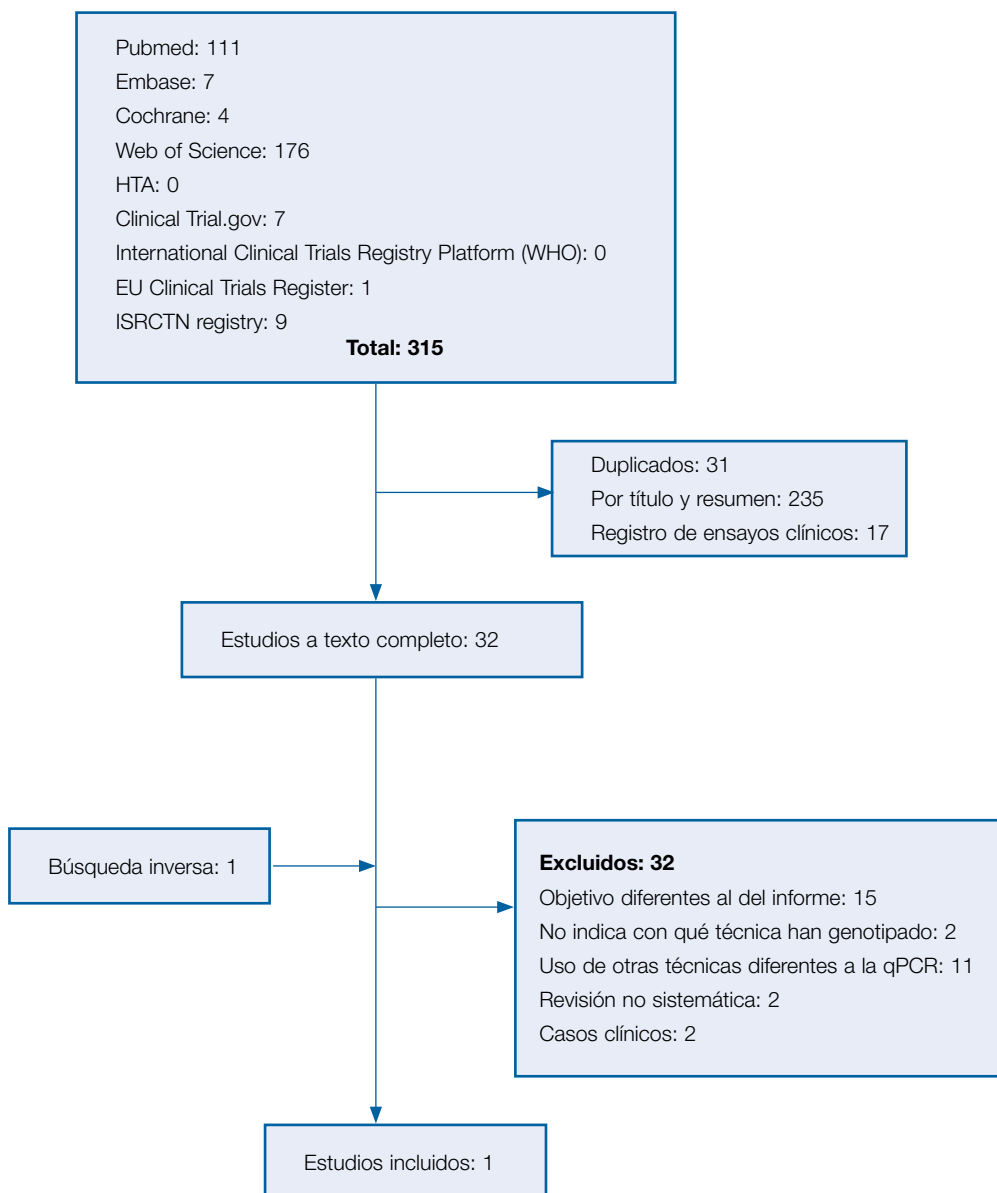 Pubmed: 111
Embase: 7
Cochrane: 4
Web of Science: 176
HTA: 0
Clinical Trial.gov: 7
International Clinical Trials Registry Platform (WHO): 0
EU Clinical Trials Register: 1
ISRCTN registry: 9
Total: 315
Duplicados: 31
Por título y resumen: 235
Registro de ensayos clínicos: 17
Estudios a texto completo: 32
Búsqueda inversa: 1
Excluidos: 32
Objetivo diferentes al del informe: 15
No indica con qué técnica han genotipado: 2
Uso de otras técnicas diferentes a la qPCR: 11
Revisión no sistemática: 2
Casos clínicos: 2
Estudios incluidos: 1